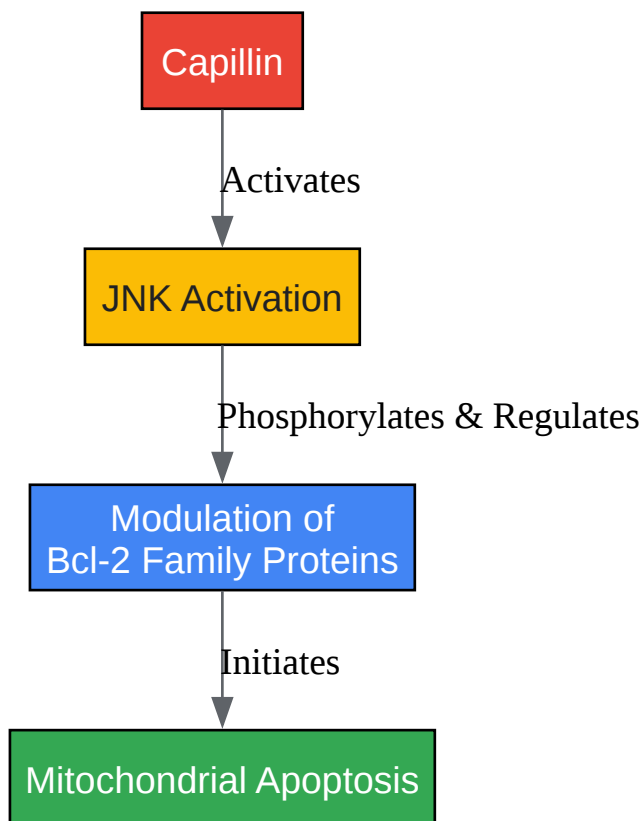 Capillin
Activates
JNK Activation
Phosphorylates & Regulates
Modulation of
Bcl-2 Family Proteins
Initiates
Mitochondrial Apoptosis